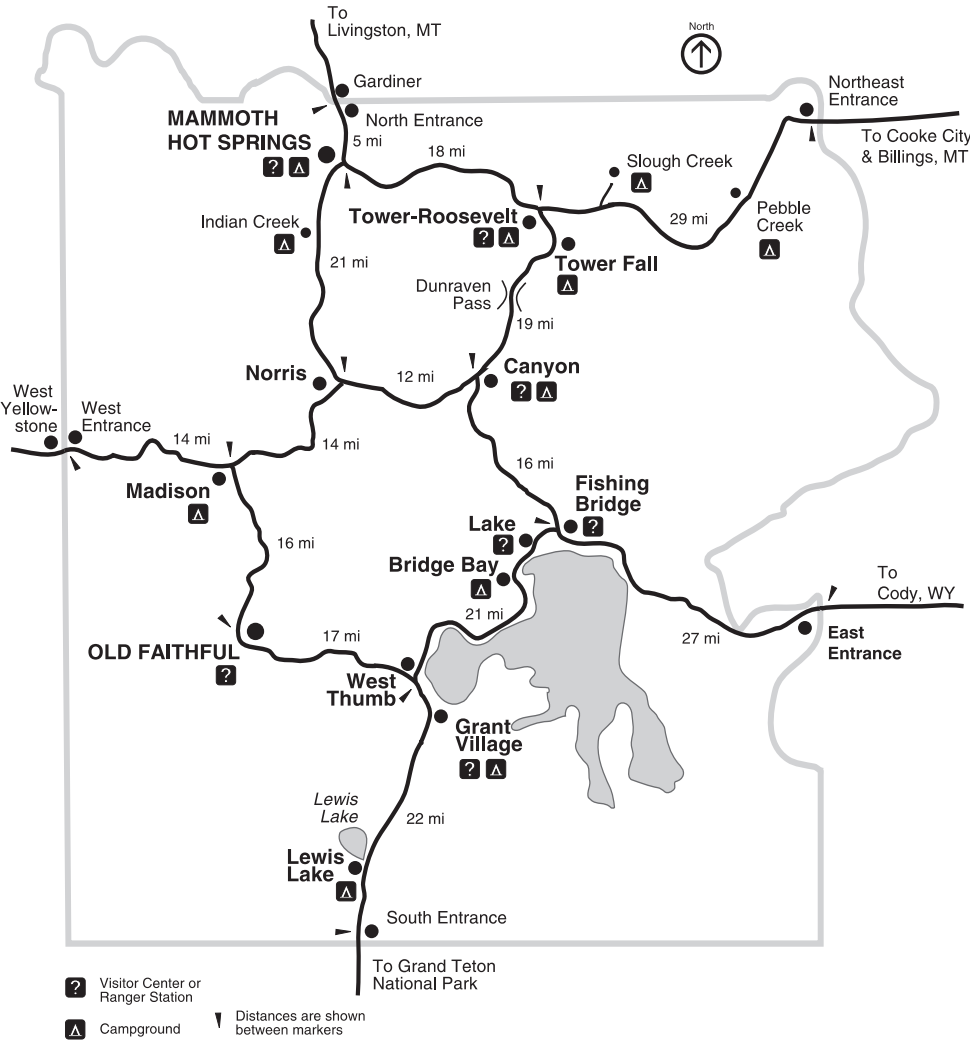 To
Livingston, MT
North
Gardiner
Northeast
Entrance
MAMMOTH
HOT SPRINGS
North Entrance
5 mi
To Cooke City
& Billings, MT
?
18 mi
Slough Creek
Indian Creek
Tower-Roosevelt
?
29 mi
Pebble
Creek
21 mi
Tower Fall
Dunraven
Pass
19 mi
Norris
12 mi
Canyon
?
West
Yellow-
stone
West
Entrance
14 mi
14 mi
Madison
16 mi
Fishing
Bridge
?
Lake
?
16 mi
Bridge Bay
To
Cody, WY
21 mi
27 mi
East
Entrance
OLD FAITHFUL
?
17 mi
West
Thumb
Grant
Village
?
Lewis
Lake
22 mi
Lewis
Lake
South Entrance
To Grand Teton
National Park
?
Visitor Center or
Ranger Station
Campground
Distances are shown
between markers